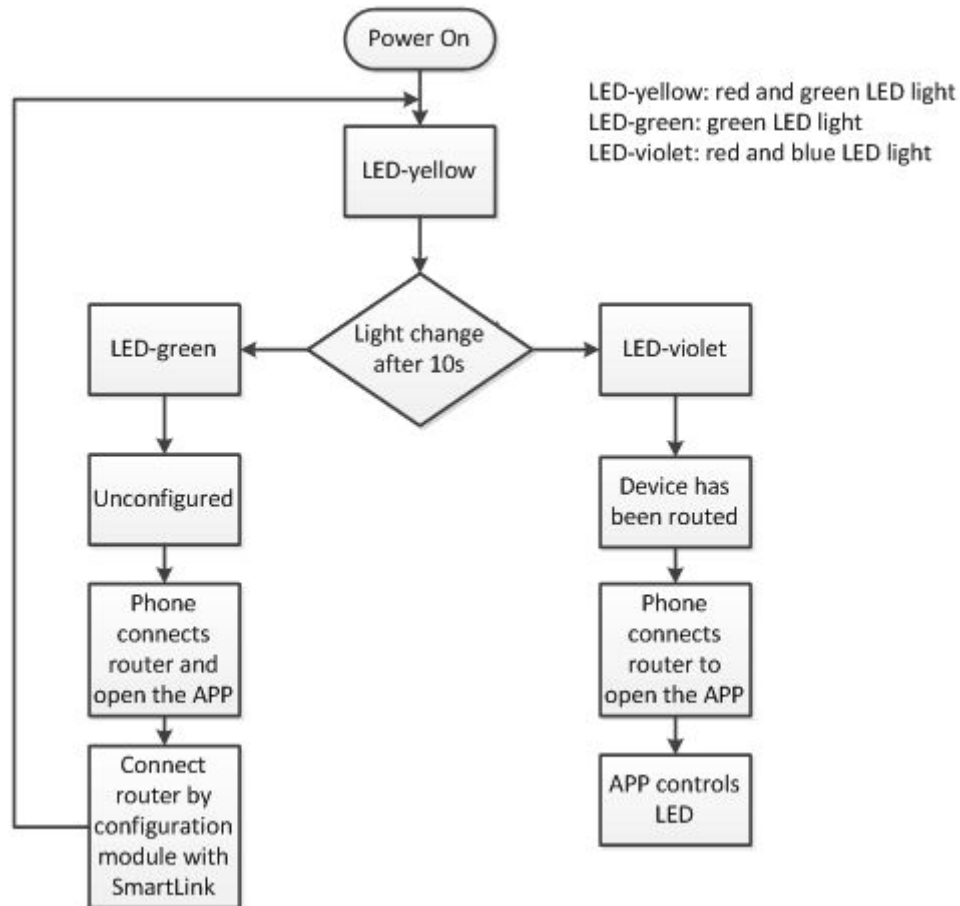 Power On
LED-yellow: red and green LED light
LED-green: green LED light
LED-violet: red and blue LED light
LED-yellow
Light change
after 10s
LED-green
LED-violet
Unconfigured
Device has
been routed
Phone
connects
router and
open the APP
Phone
connects
router to
open the APP
Connect
router by
configuration
module with
SmartLink
APP controls
LED